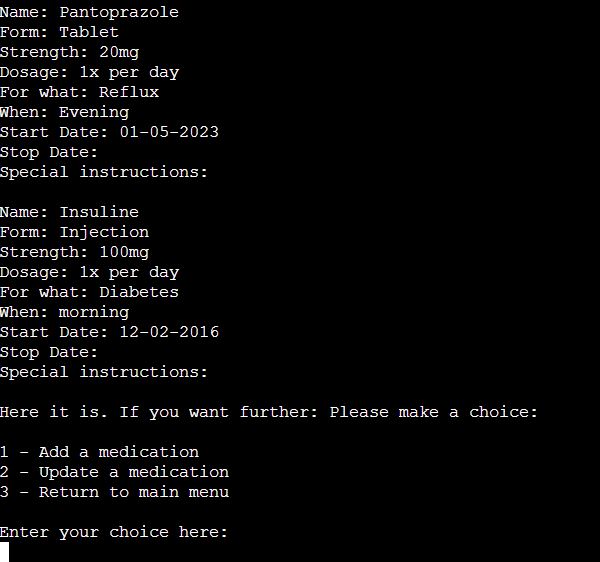 Name: Pantoprazole
Form: Tablet
Strength: 20mg
Dosage: 1x per day
For what: Reflux
When: Evening
Start Date: 01-05-2023
Stop Date:
Special instructions:

Name: Insuline
Form: Injection
Strength: 100mg
Dosage: 1x per day
For what: Diabetes
When: morning
Start Date: 12-02-2016
Stop Date:
Special instructions:

Here it is. If you want further: Please make a choice:

1 - Add a medication
2 - Update a medication
3 - Return to main menu

Enter your choice here: